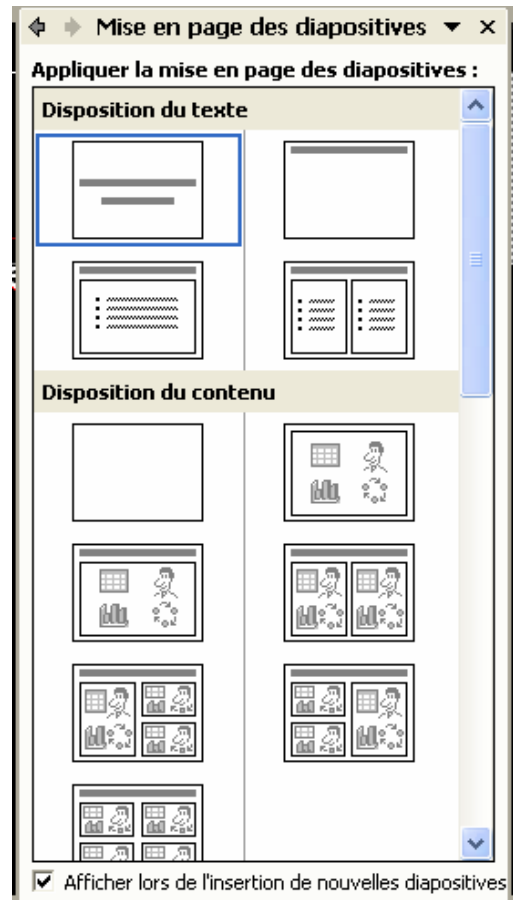 Mise en page des diapositives
Appliquer la mise en page des diapositives :
Disposition du texte
Disposition du contenu
Afficher lors de l'insertion de nouvelles diapositives